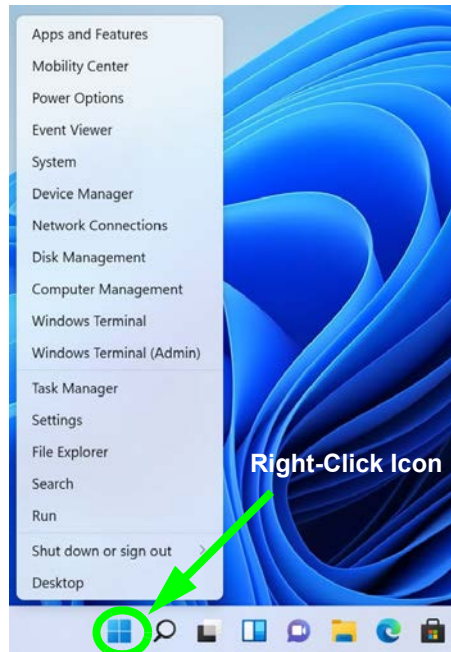 Apps and Features
Mobility Center
Power Options
Event Viewer
System
Device Manager
Network Connections
Disk Management
Computer Management
Windows Terminal
Windows Terminal (Admin)
Task Manager
Settings
File Explorer
Search
Run
Shut down or sign out
Desktop
Right-Click Icon